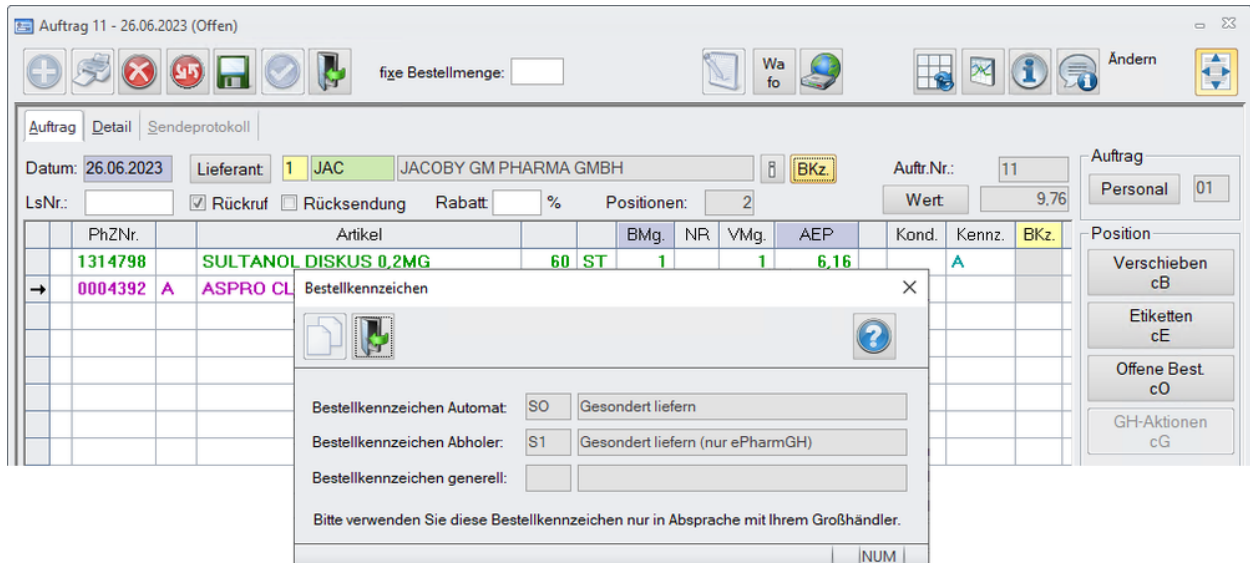 Auftrag 11 - 26.06.2023 (Offen)
fixe Bestellmenge:
Wa
fo
Ändern
Auftrag Detail Sendeprotokoll
Datum: 26.06.2023 Lieferant 1 JAC JACOBY GM PHARMA GMBH BKz. Auftr.Nr.: 11
LsNr.: Rückruf Rücksendung Rabatt % Positionen: 2 Wert 9,76
Auftrag
Personal 01
PhZNr. Artikel BMg. NR VMg. AEP Kond. Kennz. BKz.
1314798 SULTANOL DISKUS 0,2MG 60 ST 1 1 6,16 A
→ 0004392 A ASPRO CL
Position
Verschieben
cB
Etiketten
cE
Offene Best.
cO
GH-Aktionen
cG
Bestellkennzeichen
Bestellkennzeichen Automat: SO Gesondert liefern
Bestellkennzeichen Abholer: S1 Gesondert liefern (nur ePharmGH)
Bestellkennzeichen generell:
Bitte verwenden Sie diese Bestellkennzeichen nur in Absprache mit Ihrem Großhändler.
NUM